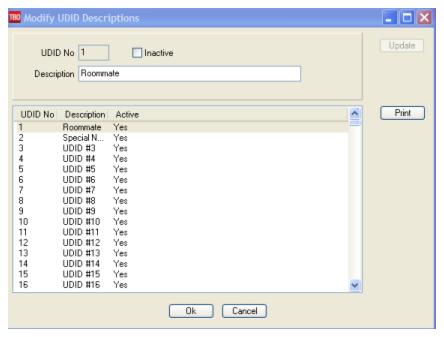 TBO Modify UDID Descriptions
UDID No 1 Inactive Update
Description Roommate
UDID No Description Active Print
1 Roommate Yes
2 Special N... Yes
3 UDID #3 Yes
4 UDID #4 Yes
5 UDID #5 Yes
6 UDID #6 Yes
7 UDID #7 Yes
8 UDID #8 Yes
9 UDID #9 Yes
10 UDID #10 Yes
11 UDID #11 Yes
12 UDID #12 Yes
13 UDID #13 Yes
14 UDID #14 Yes
15 UDID #15 Yes
16 UDID #16 Yes
Ok Cancel